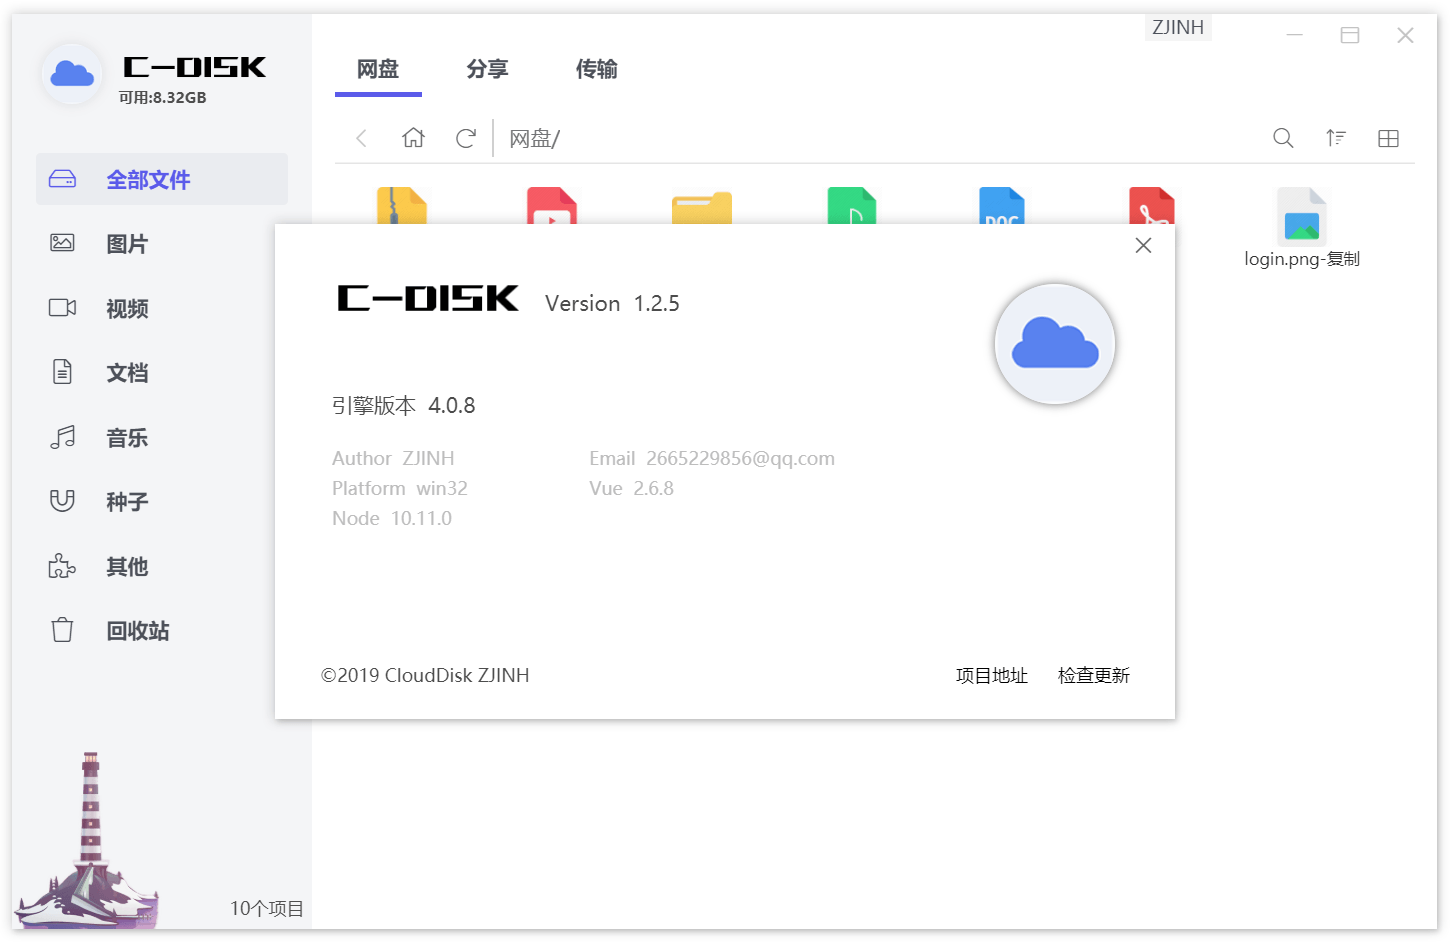 C-DISK
可用:8.32GB
ZJINH
网盘 分享 传输
网盘/
全部文件
图片
视频
文档
音乐
种子
其他
回收站
10个项目
DOC
login.png-复制
C-DISK Version 1.2.5
引擎版本 4.0.8
Author ZJINH Email 2665229856@qq.com
Platform win32 Vue 2.6.8
Node 10.11.0
©2019 CloudDisk ZJINH 项目地址 检查更新